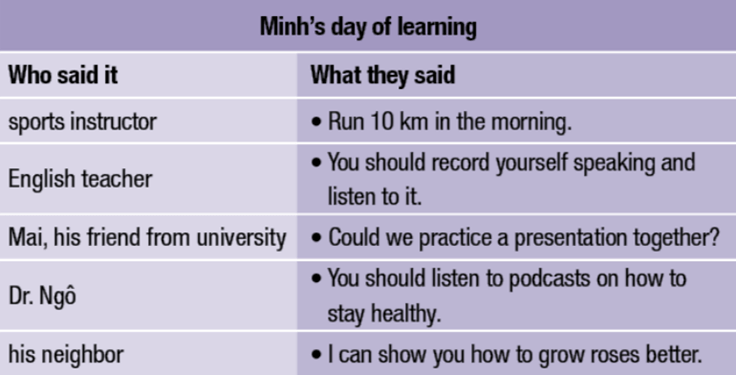 Minh's day of learning
Who said it What they said
sports instructor • Run 10 km in the morning.
English teacher • You should record yourself speaking and
listen to it.
Mai, his friend from university • Could we practice a presentation together?
Dr. Ngô • You should listen to podcasts on how to
stay healthy.
his neighbor • I can show you how to grow roses better.